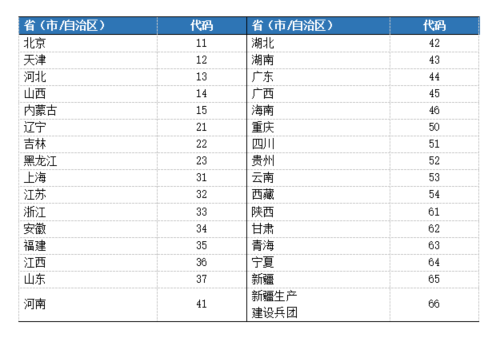 省（市/自治区） 代码 省（市/自治区） 代码
北京 11 湖北 42
天津 12 湖南 43
河北 13 广东 44
山西 14 广西 45
内蒙古 15 海南 46
辽宁 21 重庆 50
吉林 22 四川 51
黑龙江 23 贵州 52
上海 31 云南 53
江苏 32 西藏 54
浙江 33 陕西 61
安徽 34 甘肃 62
福建 35 青海 63
江西 36 宁夏 64
山东 37 新疆 65
河南 41 新疆生产 66
建设兵团